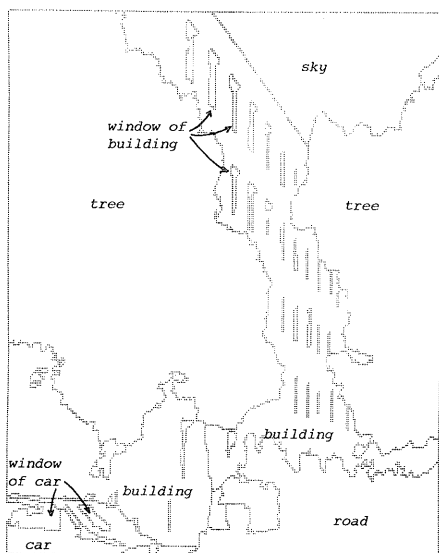 sky
window of
building
tree
tree
building
window
of car
building
road
car